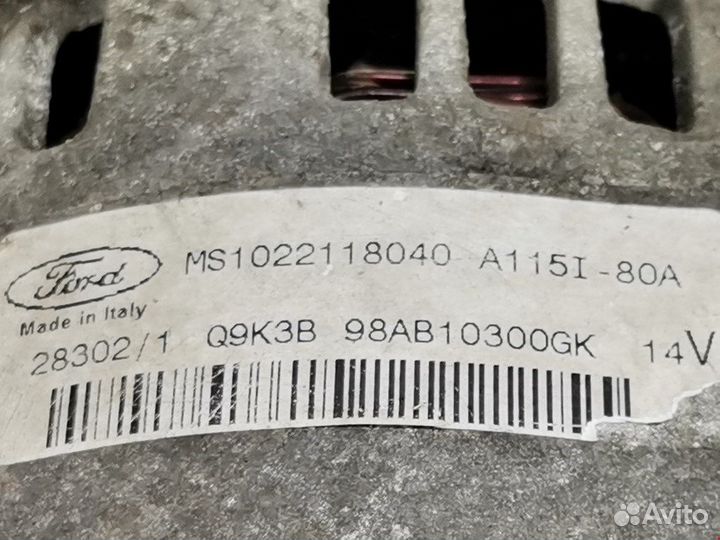 Ford
MS1022118040 A115I-80A
Made in Italy
28302/1 Q9K3B 98AB10300GK 14V
Avito